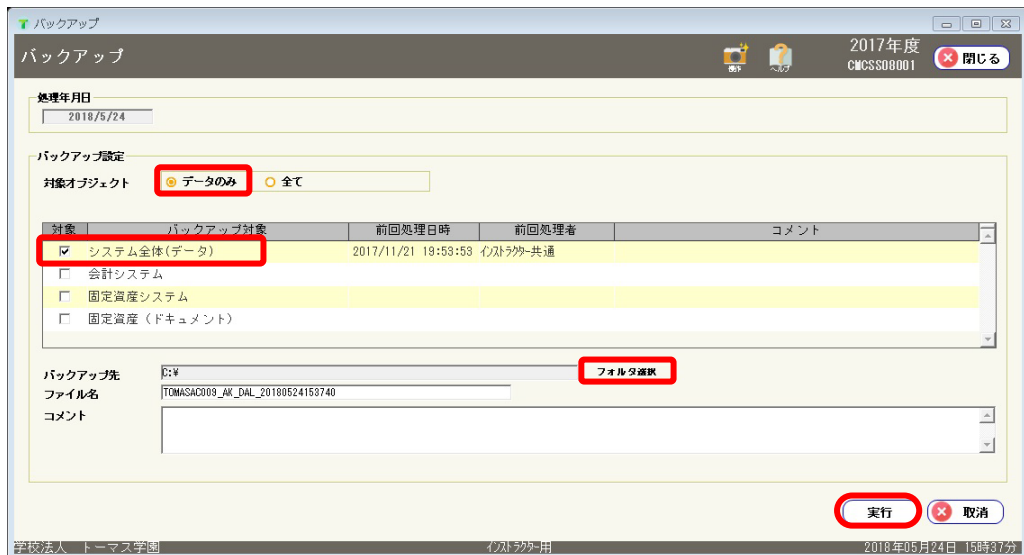 バックアップ
バックアップ
操作
ヘルプ
2017年度
CMCSS08001
閉じる
処理年月日
2018/5/24
バックアップ設定
対象オブジェクト データのみ 全て
対象 バックアップ対象 前回処理日時 前回処理者 コメント
システム全体(データ) 2017/11/21 19:53:53 インストラクター共通
会計システム
固定資産システム
固定資産（ドキュメント）
バックアップ先 C:¥ フォルダ選択
ファイル名 TOMASAC009_AK_DAL_20180524153740
コメント
実行 取消
学校法人 トーマス学園 インストラクター用 2018年05月24日 15時37分